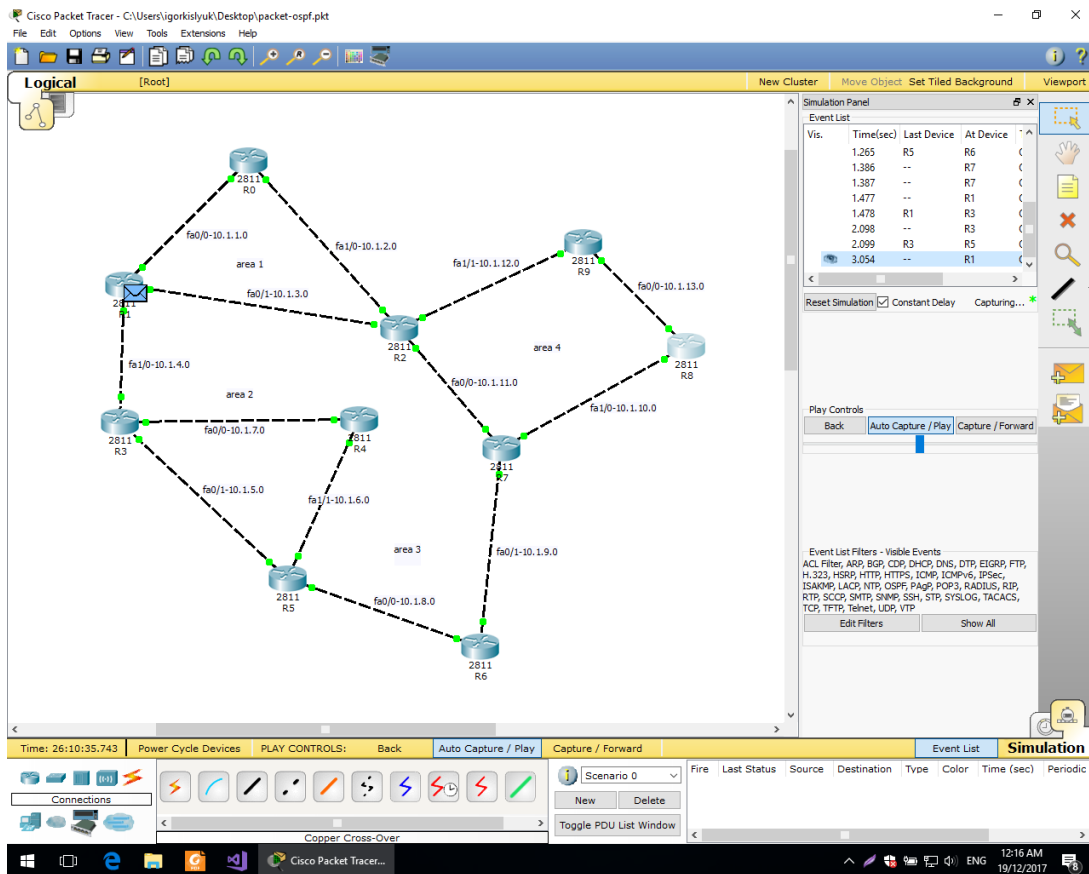 Cisco Packet Tracer - C:\Users\igorkislyuk\Desktop\packet-ospf.pkt
File Edit Options View Tools Extensions Help
Logical [Root] New Cluster Move Object Set Tiled Background Viewport
2811
R0
fa0/0-10.1.1.0
fa1/0-10.1.2.0
area 1
fa0/1-10.1.3.0
2811
R1
2811
R2
fa1/1-10.1.12.0
2811
R9
fa0/0-10.1.13.0
area 4
2811
R8
fa1/0-10.1.4.0
fa0/0-10.1.11.0
fa1/0-10.1.10.0
area 2
2811
R3
fa0/0-10.1.7.0
2811
R4
2811
R7
fa0/1-10.1.5.0
fa1/1-10.1.6.0
fa0/1-10.1.9.0
area 3
2811
R5
fa0/0-10.1.8.0
2811
R6
Simulation Panel
Event List
Vis. Time(sec) Last Device At Device
1.265 R5 R6
1.386 -- R7
1.387 -- R7
1.477 -- R1
1.478 R1 R3
2.098 -- R3
2.099 R3 R5
3.054 -- R1
Reset Simulation Constant Delay Capturing... *
Play Controls
Back Auto Capture / Play Capture / Forward
Event List Filters - Visible Events
ACL Filter, ARP, BGP, CDP, DHCP, DNS, DTP, EIGRP, FTP,
H.323, HSRP, HTTP, HTTPS, ICMP, ICMPv6, IPSec,
ISAKMP, LACP, NTP, OSPF, PAgP, POP3, RADIUS, RIP,
RTP, SCCP, SMTP, SNMP, SSH, STP, SYSLOG, TACACS,
TCP, TFTP, Telnet, UDP, VTP
Edit Filters Show All
Time: 26:10:35.743 Power Cycle Devices PLAY CONTROLS: Back Auto Capture / Play Capture / Forward Event List Simulation
Connections
Copper Cross-Over
Scenario 0
New Delete
Toggle PDU List Window
Fire Last Status Source Destination Type Color Time (sec) Periodic
Cisco Packet Tracer... ENG 12:16 AM
19/12/2017
8